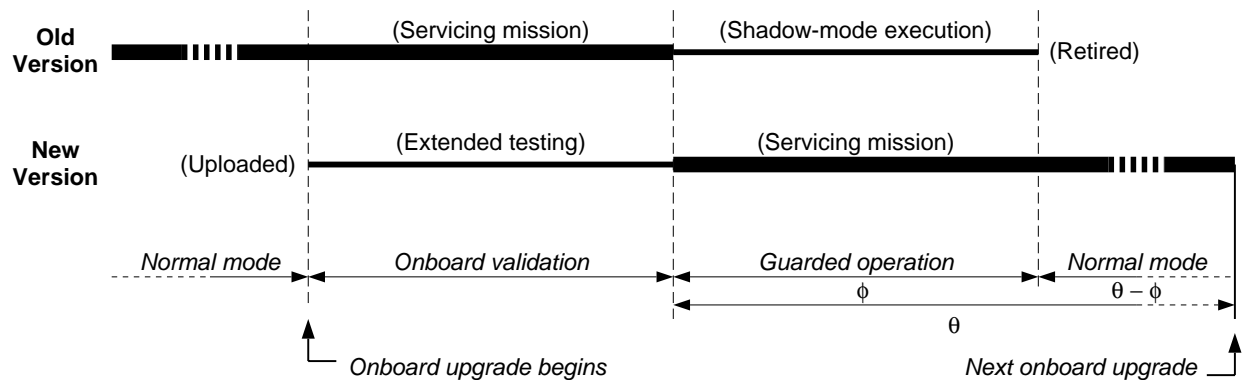 Old
Version
(Servicing mission)
(Shadow-mode execution)
(Retired)
New
Version
(Uploaded)
(Extended testing)
(Servicing mission)
Normal mode
Onboard validation
Guarded operation
Normal mode
ϕ
θ − ϕ
θ
Onboard upgrade begins
Next onboard upgrade